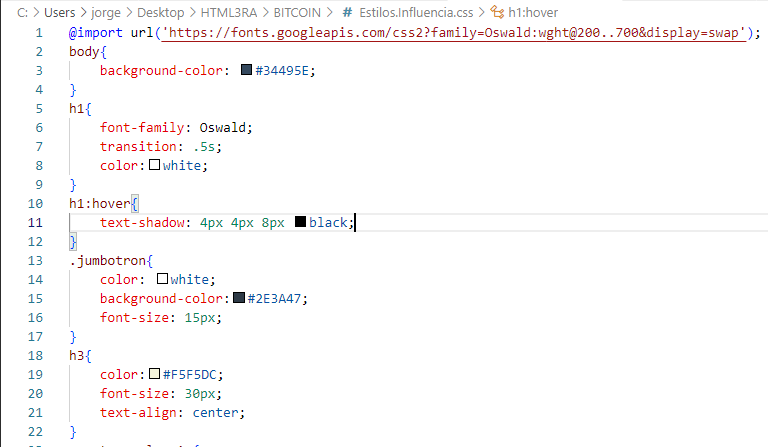 C: > Users > jorge > Desktop > HTML3RA > BITCOIN > # Estilos.Influencia.css > h1:hover
1 @import url('https://fonts.googleapis.com/css2?family=Oswald:wght@200..700&display=swap');
2 body{
3 background-color: #34495E;
4 }
5 h1{
6 font-family: Oswald;
7 transition: .5s;
8 color:white;
9 }
10 h1:hover{
11 text-shadow: 4px 4px 8px black;
12 }
13 .jumbotron{
14 color: white;
15 background-color:#2E3A47;
16 font-size: 15px;
17 }
18 h3{
19 color:#F5F5DC;
20 font-size: 30px;
21 text-align: center;
22 }